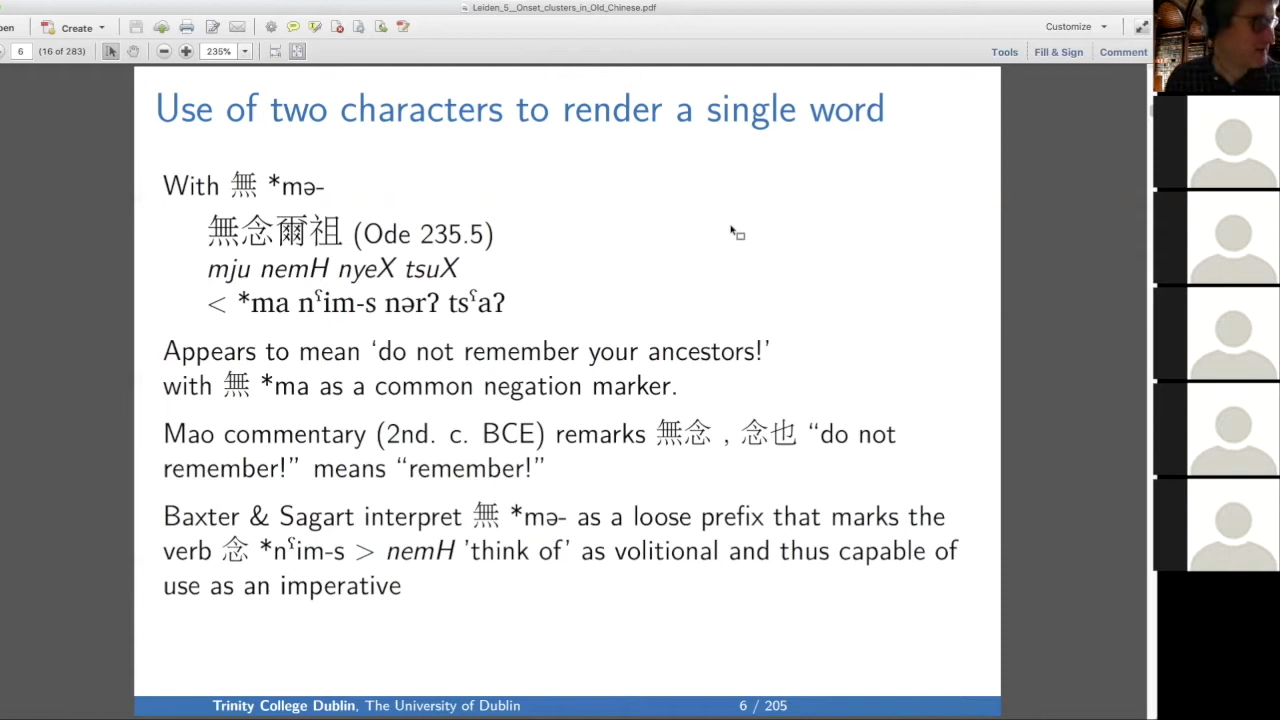 Leiden_5__Onset_clusters_in_Old_Chinese.pdf
Create
Customize
6 (16 of 283) 235% Tools Fill & Sign Comment
Use of two characters to render a single word
With 無 *mə-
無念爾祖 (Ode 235.5)
mju nemH nyeX tsuX
< *ma nˤim-s nərʔ tsˤaʔ
Appears to mean ‘do not remember your ancestors!’
with 無 *ma as a common negation marker.
Mao commentary (2nd. c. BCE) remarks 無念 , 念也 “do not
remember!” means “remember!”
Baxter & Sagart interpret 無 *mə- as a loose prefix that marks the
verb 念 *nˤim-s > nemH ’think of’ as volitional and thus capable of
use as an imperative
Trinity College Dublin, The University of Dublin 6 / 205